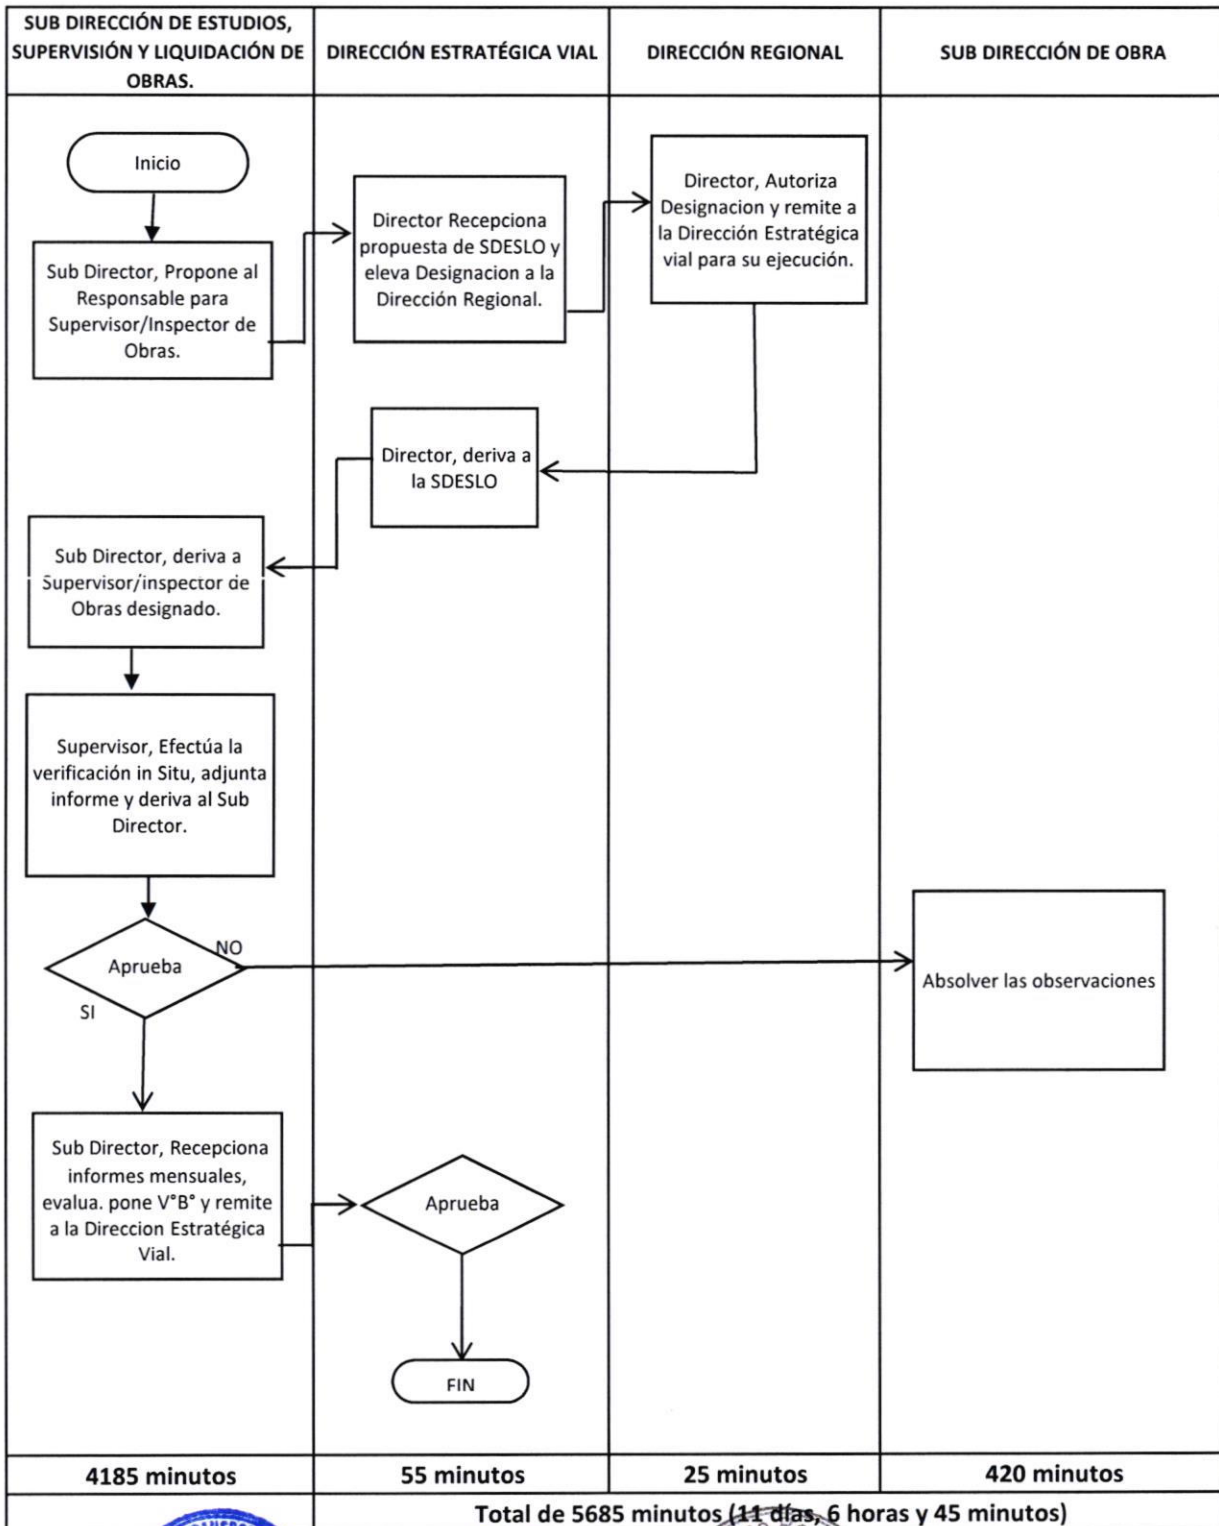 SUB DIRECCIÓN DE ESTUDIOS,
SUPERVISIÓN Y LIQUIDACIÓN DE
OBRAS.
DIRECCIÓN ESTRATÉGICA VIAL
DIRECCIÓN REGIONAL
SUB DIRECCIÓN DE OBRA
Inicio
Sub Director, Propone al
Responsable para
Supervisor/Inspector de
Obras.
Director Recepciona
propuesta de SDESLO y
eleva Designacion a la
Dirección Regional.
Director, Autoriza
Designacion y remite a
la Dirección Estratégica
vial para su ejecución.
Director, deriva a
la SDESLO
Sub Director, deriva a
Supervisor/inspector de
Obras designado.
Supervisor, Efectúa la
verificación in Situ, adjunta
informe y deriva al Sub
Director.
Aprueba
NO
SI
Absolver las observaciones
Sub Director, Recepciona
informes mensuales,
evalua. pone V°B° y remite
a la Direccion Estratégica
Vial.
Aprueba
FIN
4185 minutos
55 minutos
25 minutos
420 minutos
Total de 5685 minutos (11 días, 6 horas y 45 minutos)